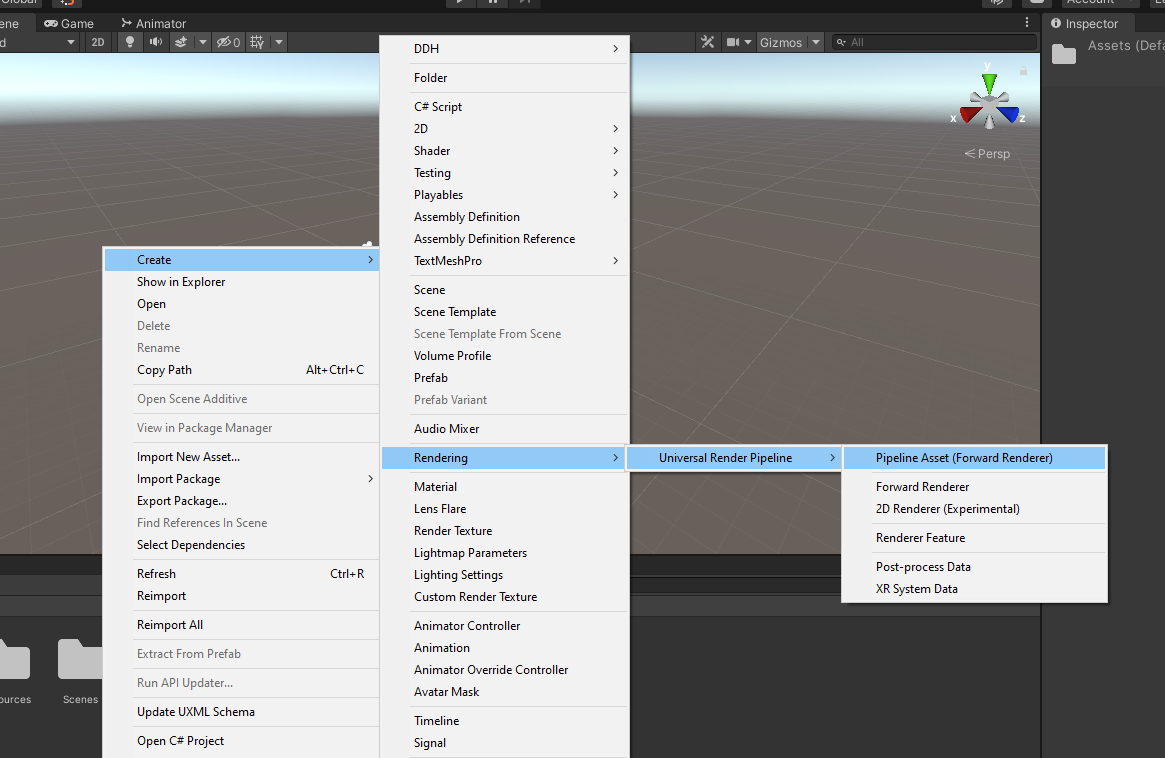 Global
Account
ene
Game
Animator
Inspector
2D
0
Gizmos
All
Assets (Defa
y
x
z
Persp
DDH
Folder
C# Script
2D
Shader
Testing
Playables
Assembly Definition
Assembly Definition Reference
TextMeshPro
Scene
Scene Template
Scene Template From Scene
Volume Profile
Prefab
Prefab Variant
Audio Mixer
Rendering
Material
Lens Flare
Render Texture
Lightmap Parameters
Lighting Settings
Custom Render Texture
Animator Controller
Animation
Animator Override Controller
Avatar Mask
Timeline
Signal
Create
Show in Explorer
Open
Delete
Rename
Copy Path Alt+Ctrl+C
Open Scene Additive
View in Package Manager
Import New Asset...
Import Package
Export Package...
Find References In Scene
Select Dependencies
Refresh Ctrl+R
Reimport
Reimport All
Extract From Prefab
Run API Updater...
Update UXML Schema
Open C# Project
Universal Render Pipeline
Pipeline Asset (Forward Renderer)
Forward Renderer
2D Renderer (Experimental)
Renderer Feature
Post-process Data
XR System Data
ources
Scenes